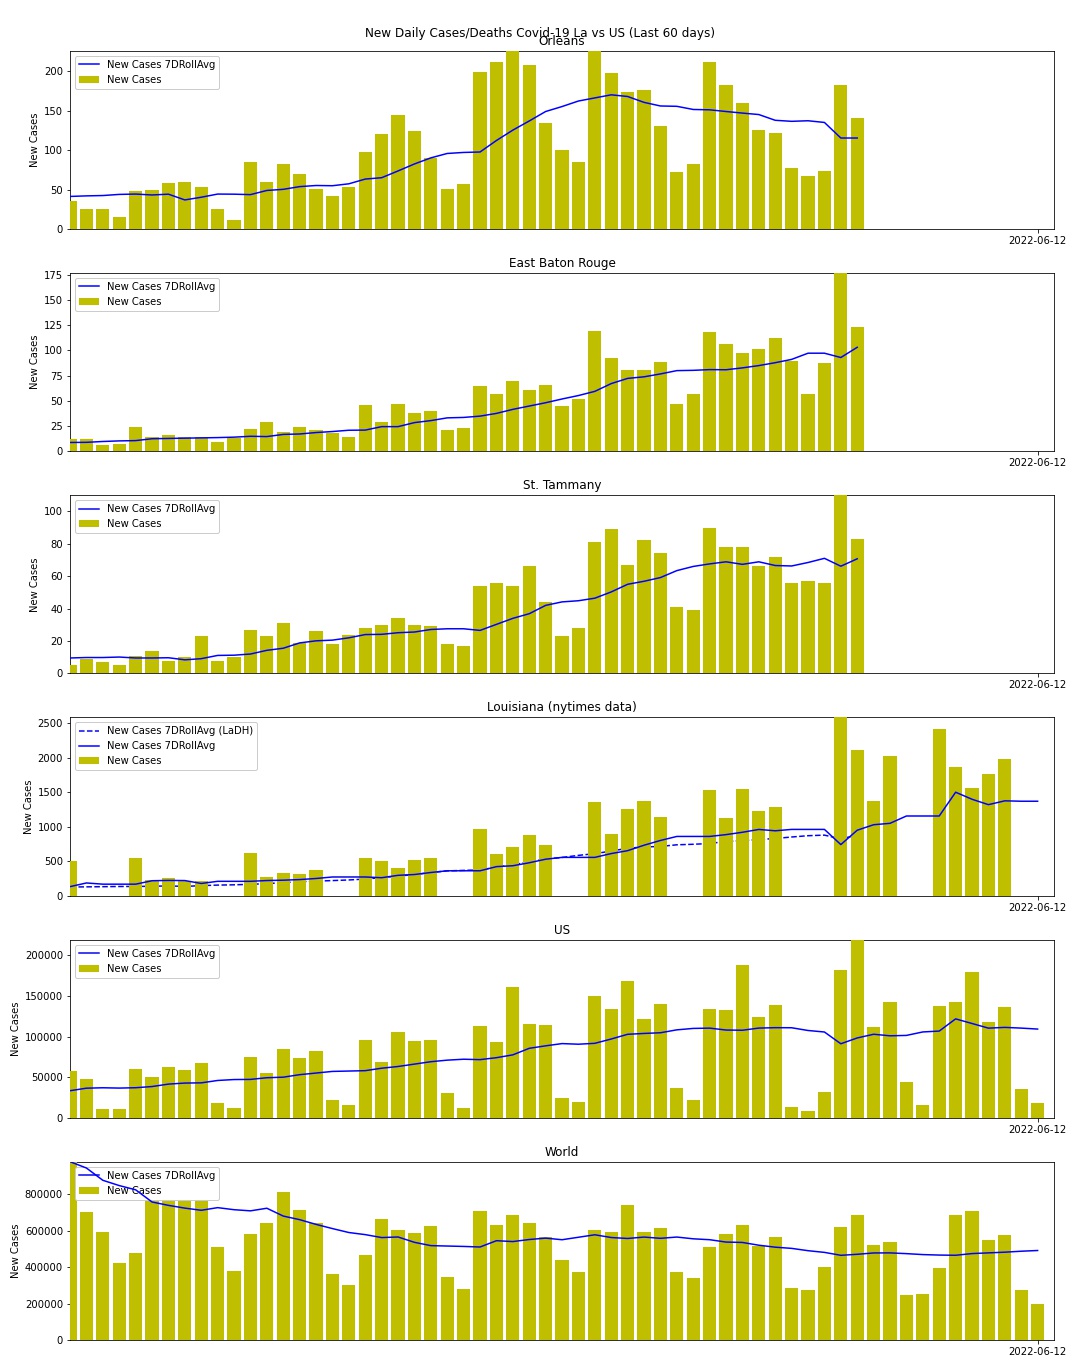 New Daily Cases/Deaths Covid-19 La vs US (Last 60 days)
Orleans
New Cases 7DRollAvg
New Cases
200
150
100
50
0
New Cases
2022-06-12
East Baton Rouge
New Cases 7DRollAvg
New Cases
175
150
125
100
75
50
25
0
New Cases
2022-06-12
St. Tammany
New Cases 7DRollAvg
New Cases
100
80
60
40
20
0
New Cases
2022-06-12
Louisiana (nytimes data)
New Cases 7DRollAvg (LaDH)
New Cases 7DRollAvg
New Cases
2500
2000
1500
1000
500
0
New Cases
2022-06-12
US
New Cases 7DRollAvg
New Cases
200000
150000
100000
50000
0
New Cases
2022-06-12
World
New Cases 7DRollAvg
New Cases
800000
600000
400000
200000
0
New Cases
2022-06-12